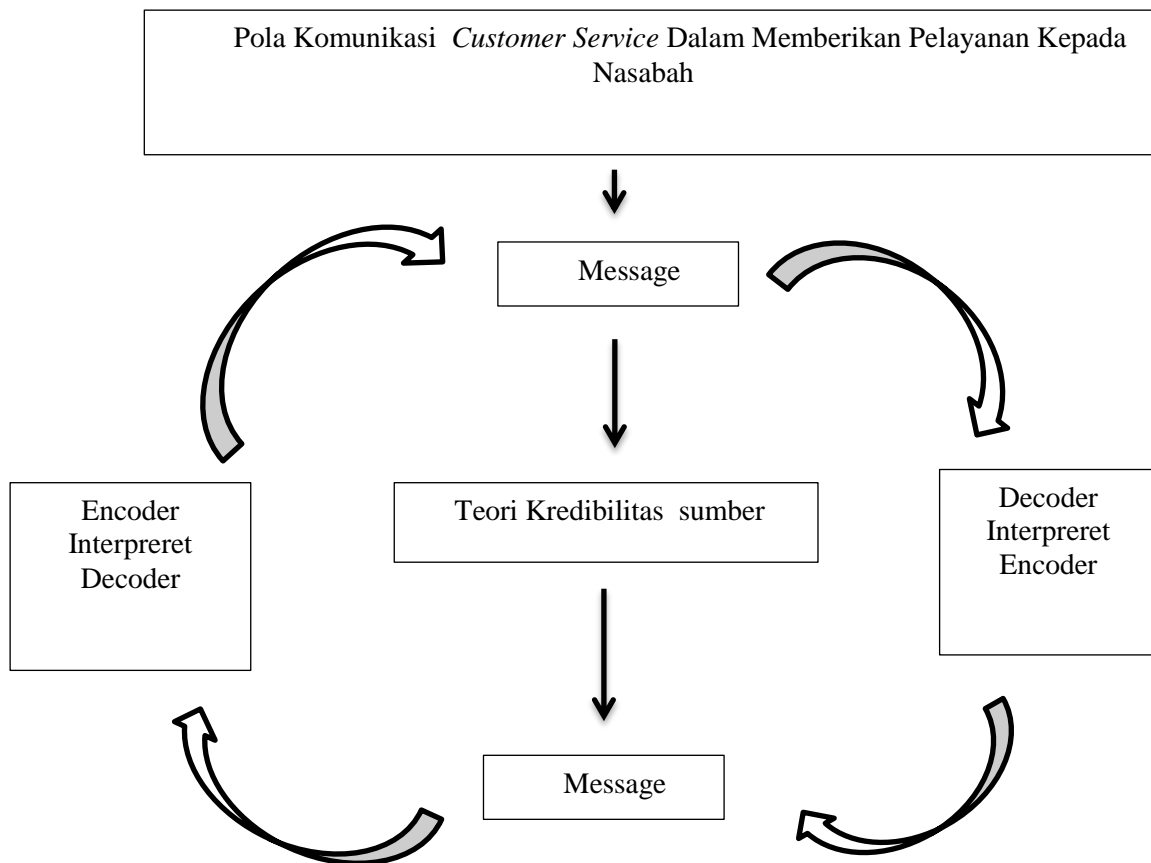 Pola Komunikasi Customer Service Dalam Memberikan Pelayanan Kepada
Nasabah
Message
Encoder
Interpreret
Decoder
Teori Kredibilitas sumber
Decoder
Interpreret
Encoder
Message